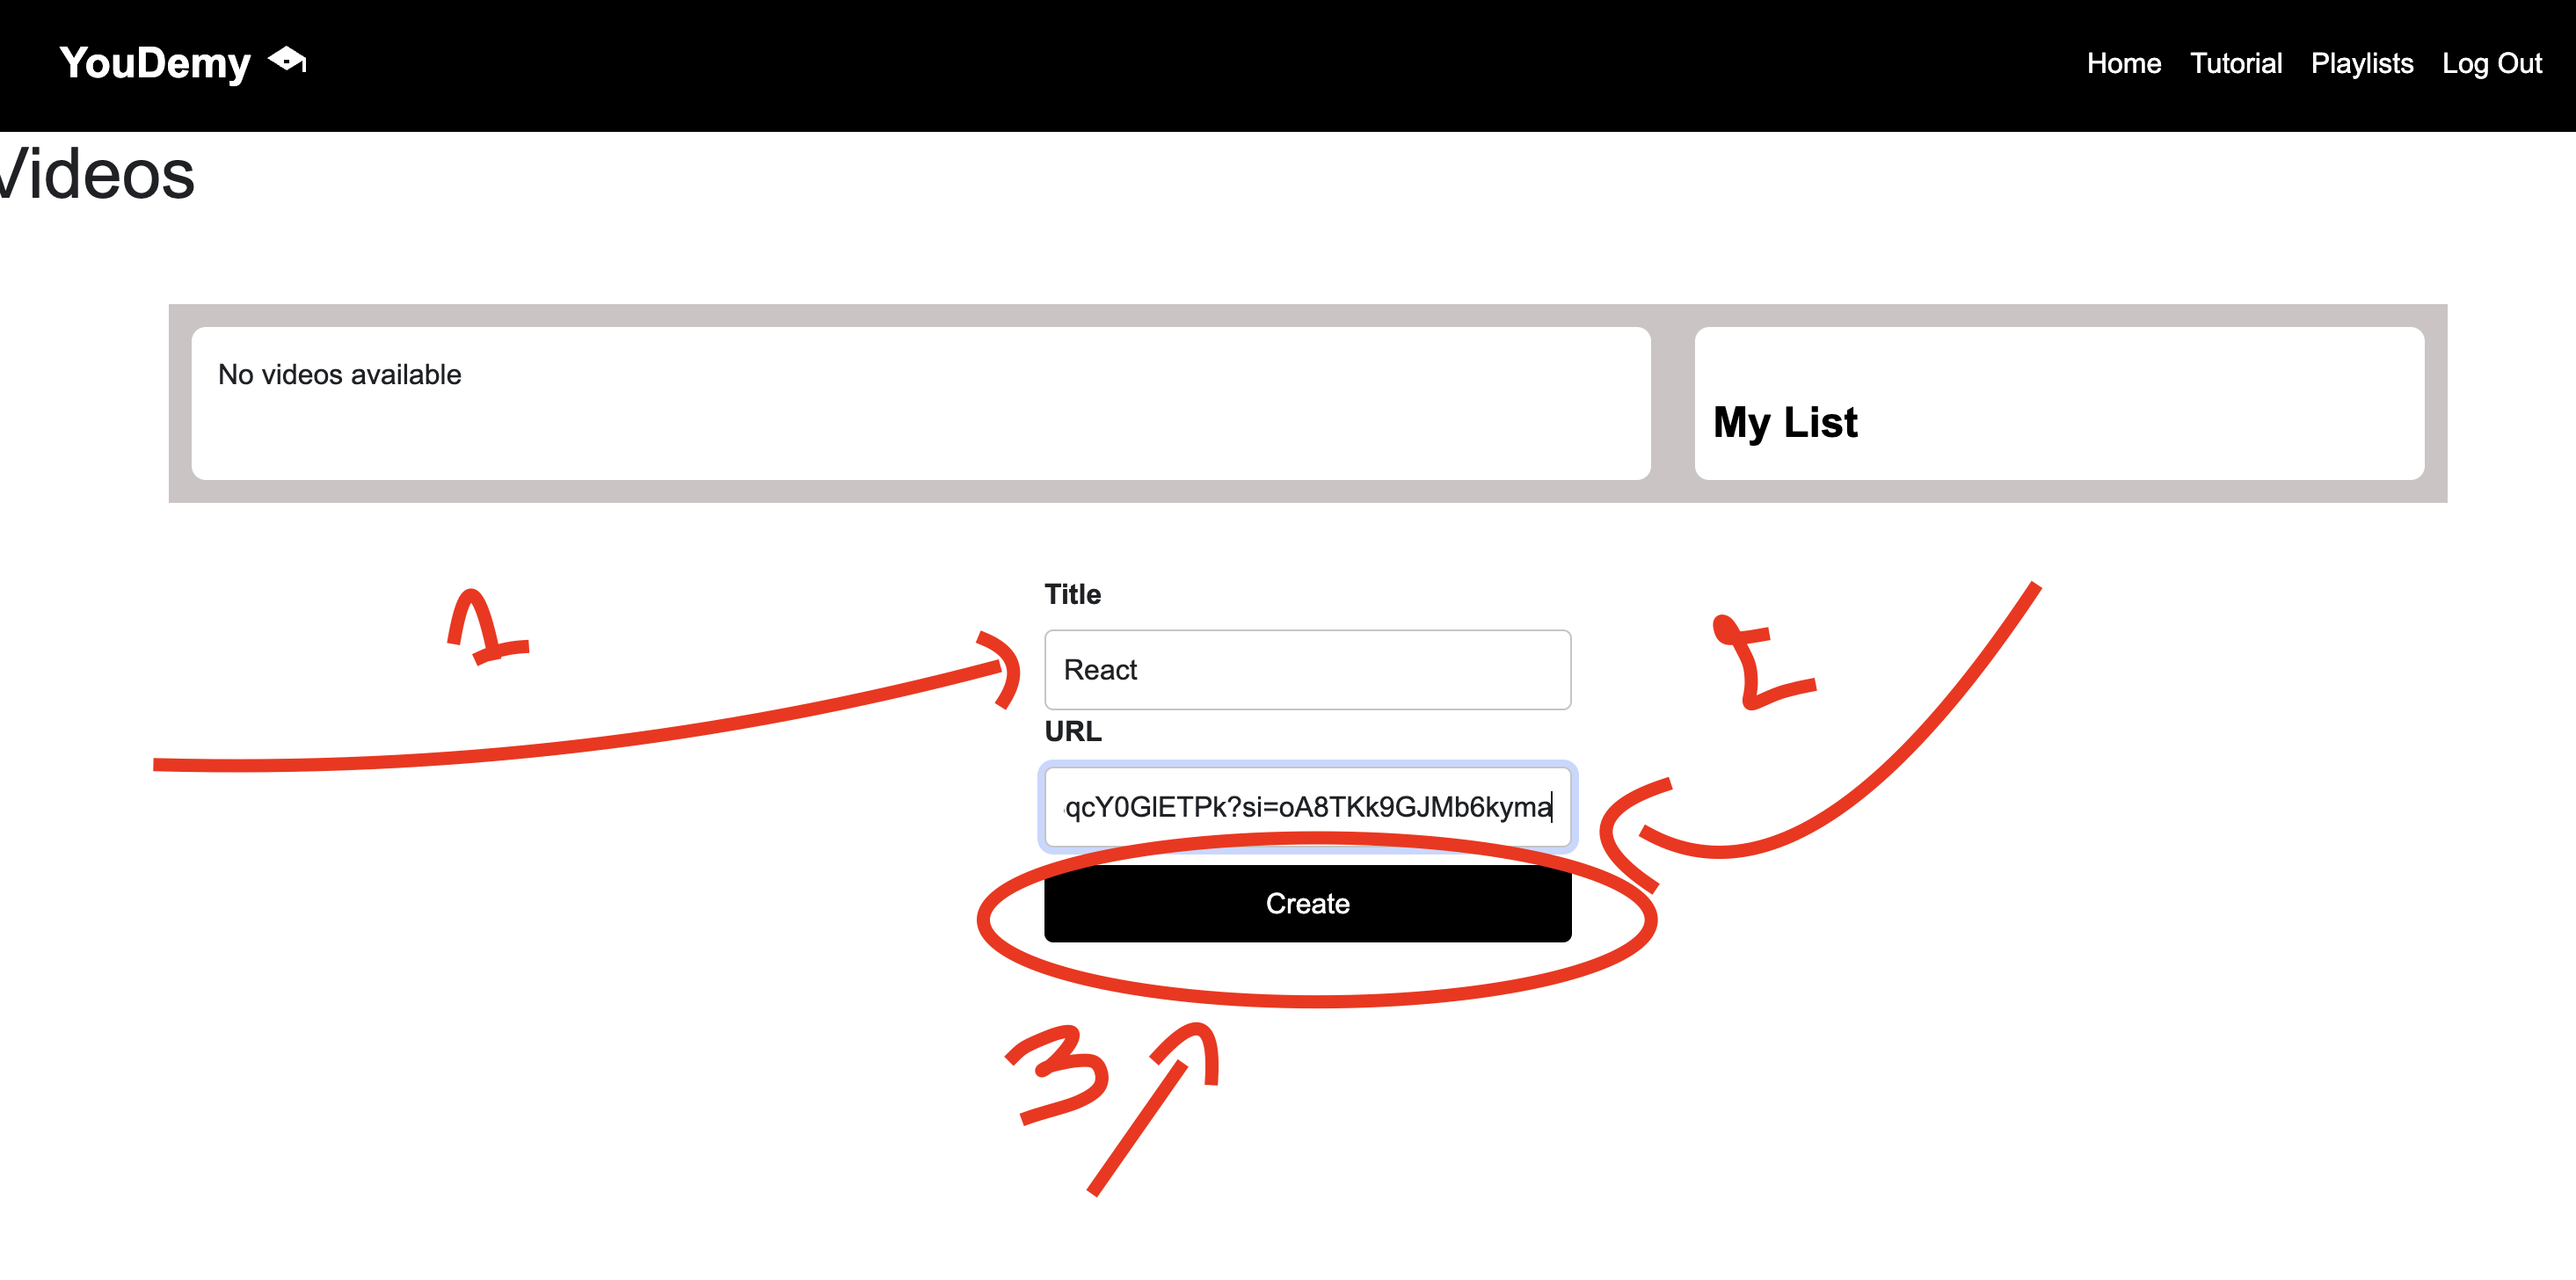 YouDemy
Home Tutorial Playlists Log Out
Videos
No videos available
My List
1
2
Title
React
URL
qcY0GlETPk?si=oA8TKk9GJMb6kyma
Create
3